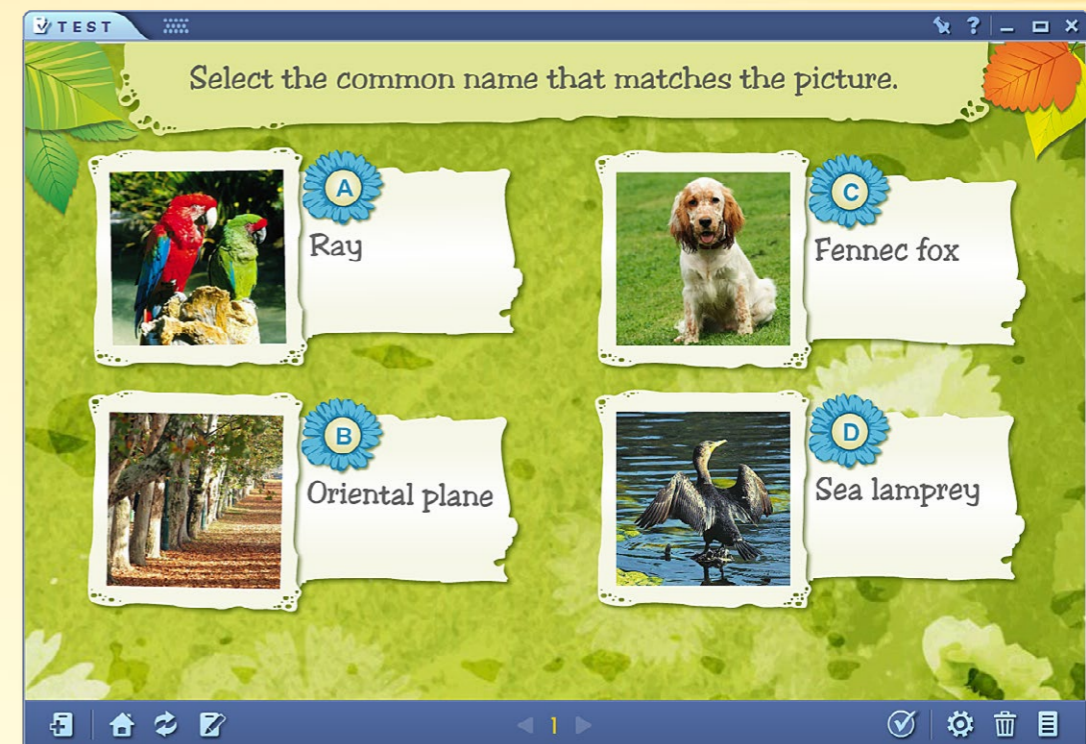 TEST
?
Select the common name that matches the picture.
A
Ray
C
Fennec fox
B
Oriental plane
D
Sea lamprey
1